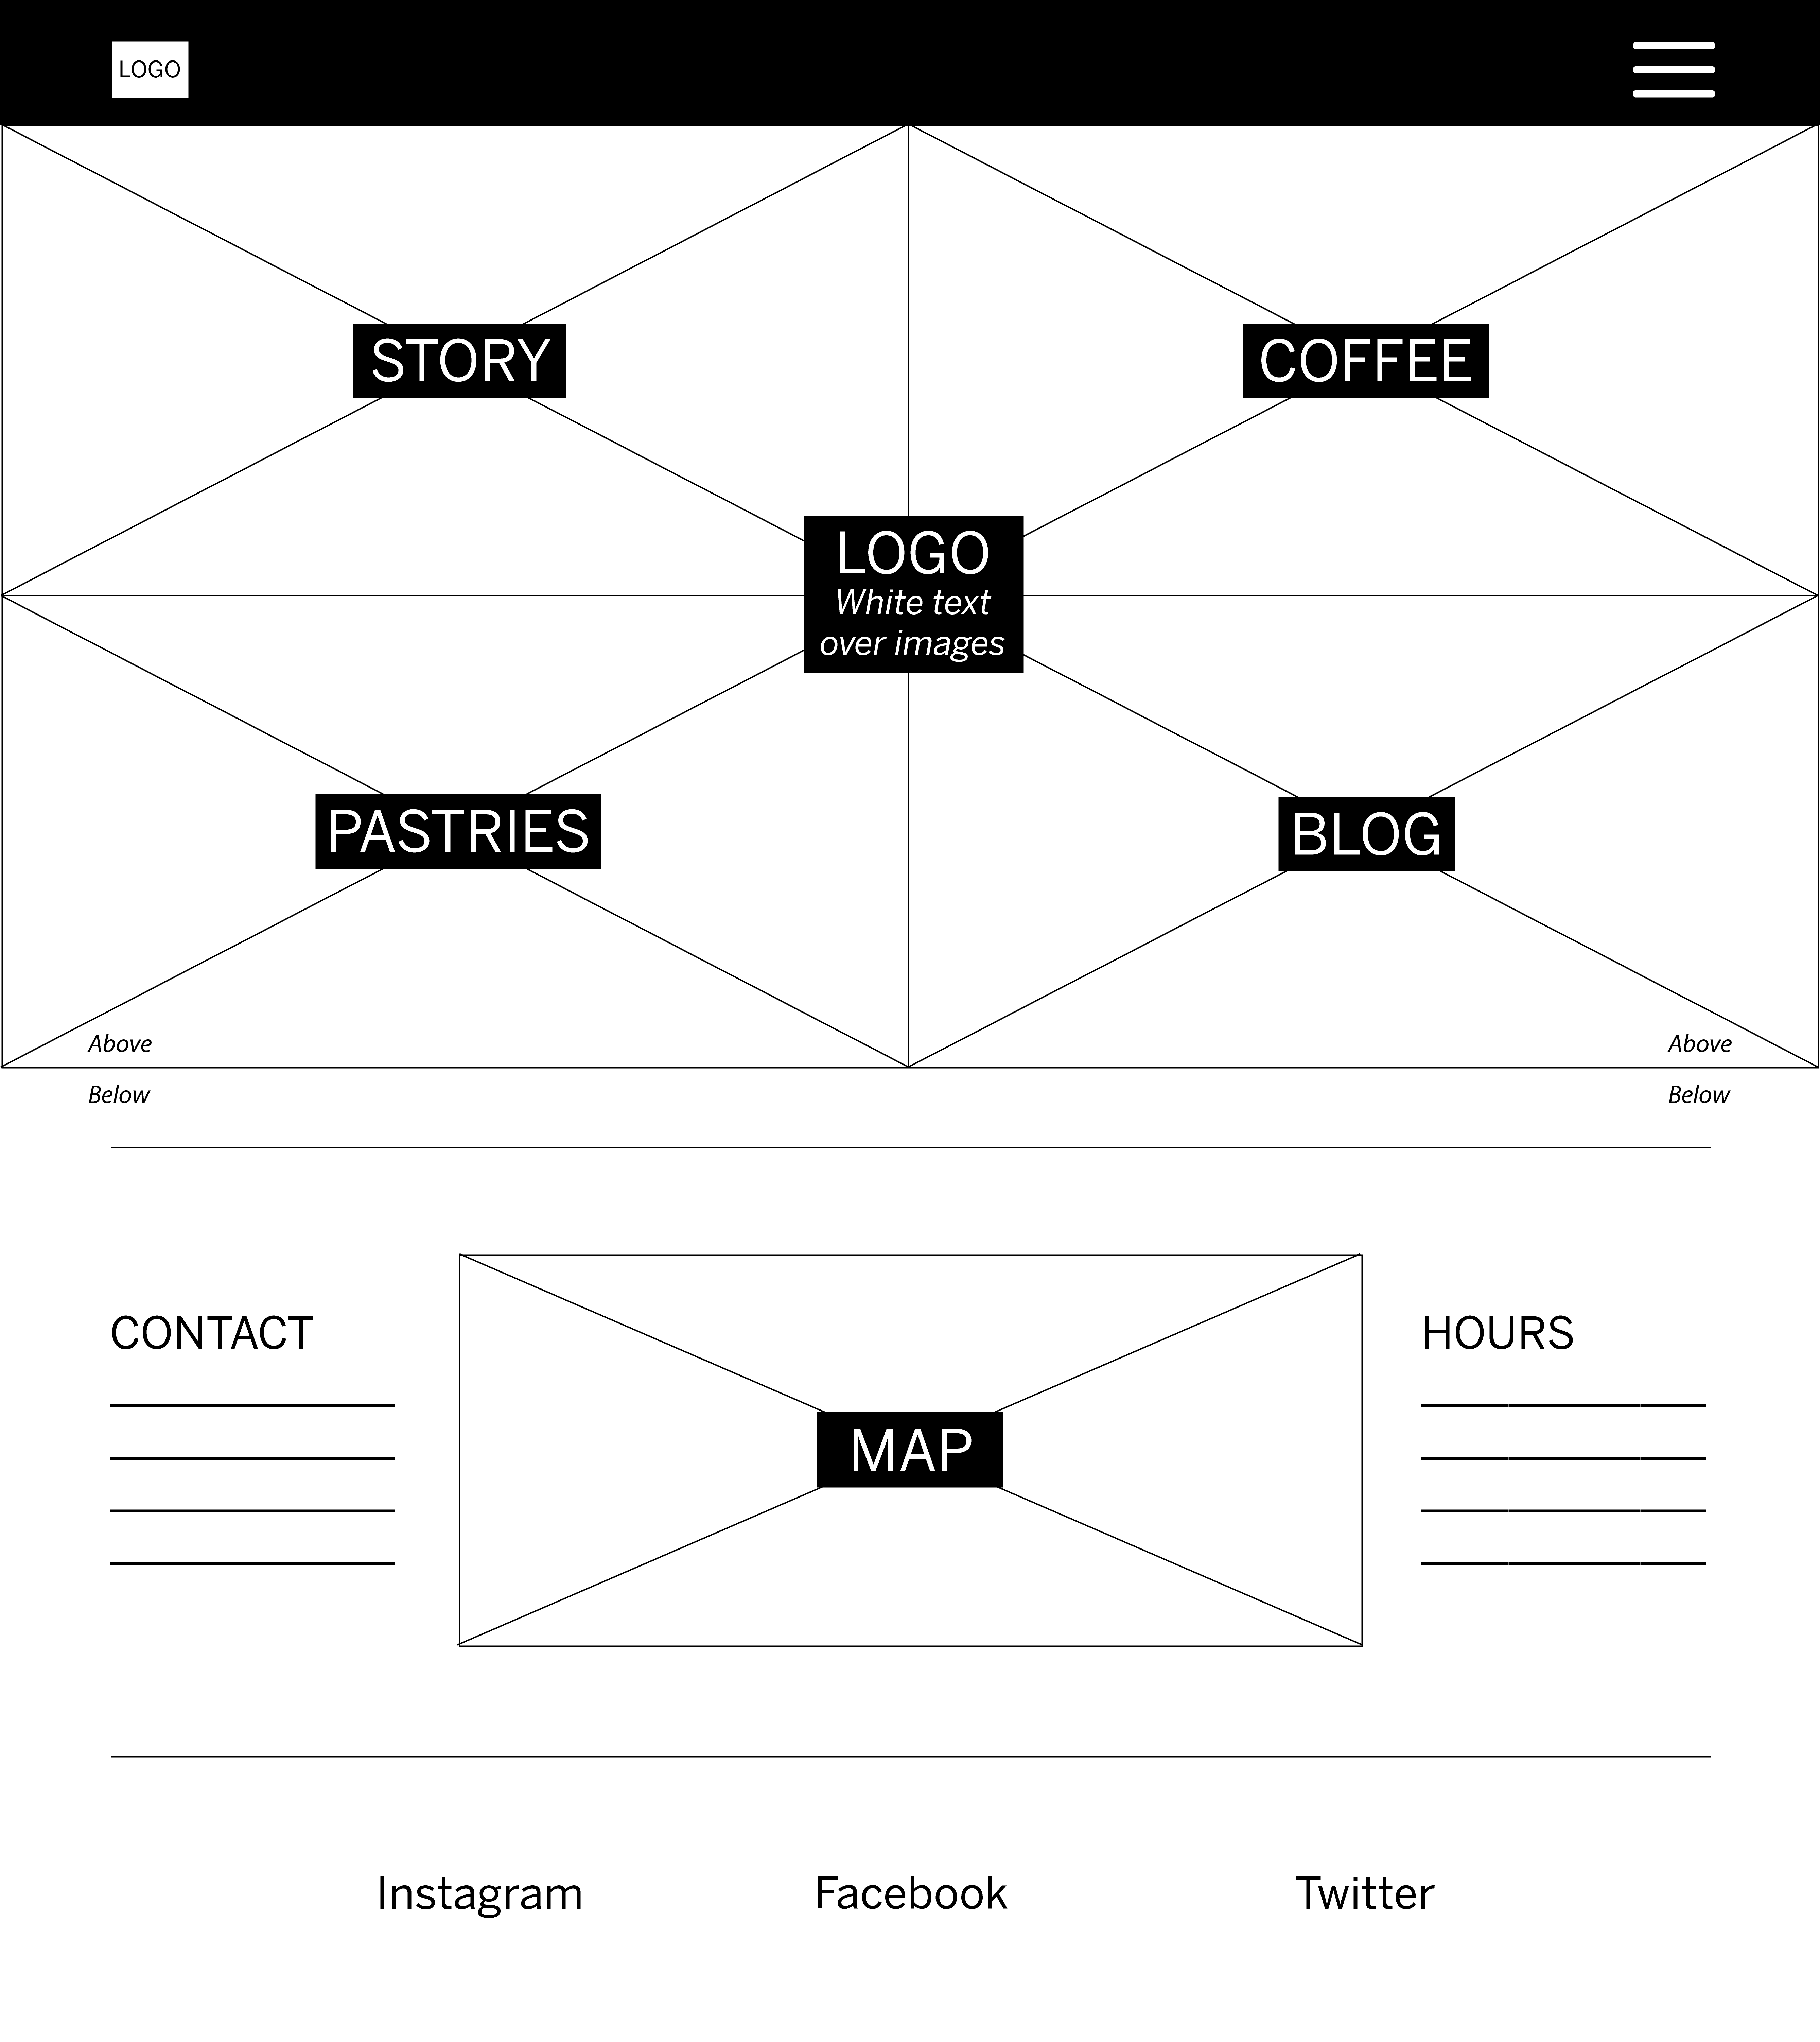 LOGO
STORY
COFFEE
LOGO
White text
over images
PASTRIES
BLOG
Above
Above
Below
Below
CONTACT
HOURS
MAP
Instagram
Facebook
Twitter